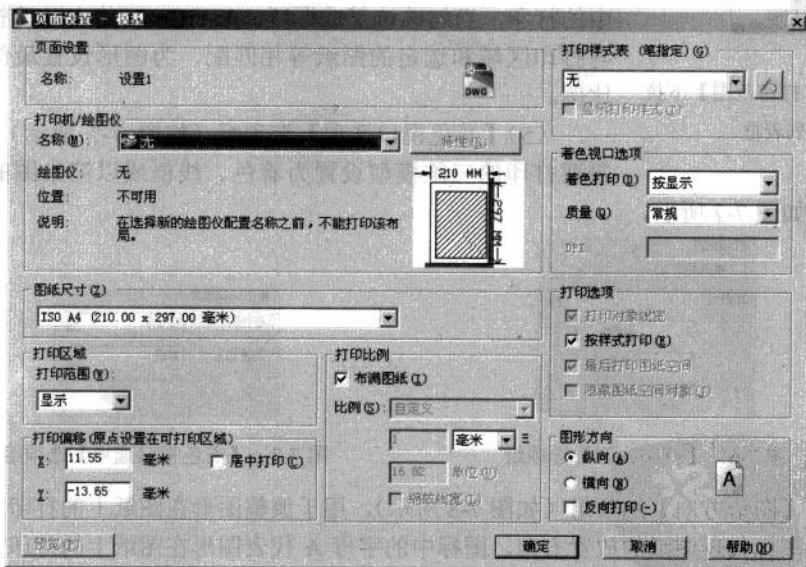 页面设置 - 模型
页面设置
名称: 设置1
DWG
打印机/绘图仪
名称(M): 无
特性(R)
绘图仪: 无
位置: 不可用
说明: 在选择新的绘图仪配置名称之前，不能打印该布
局。
210 MM
297 MM
图纸尺寸(Z)
ISO A4 (210.00 x 297.00 毫米)
打印区域
打印范围(W):
显示
打印偏移(原点设置在可打印区域)
X: 11.55 毫米
居中打印(C)
Y: -13.65 毫米
打印比例
布满图纸(I)
比例(S): 自定义
1 毫米 =
16.82 单位(U)
缩放线宽(L)
打印样式表 (笔指定)(G)
无
显示打印样式(D)
着色视口选项
着色打印(D) 按显示
质量(Q) 常规
DPI
打印选项
打印对象线宽
按样式打印(E)
最后打印图纸空间
隐藏图纸空间对象(J)
图形方向
纵向(A)
横向(N)
反向打印(-)
A
预览(P)
确定
取消
帮助(H)